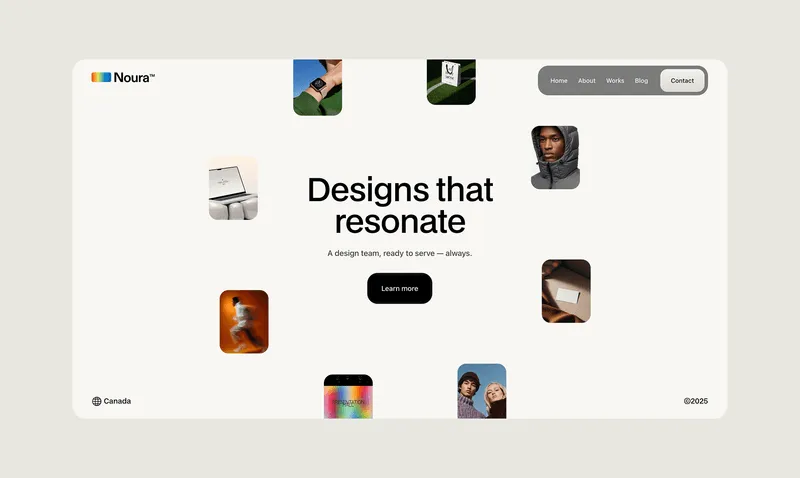 Noura™
Home
About
Works
Blog
Contact
Designs that
resonate
A design team, ready to serve — always.
Learn more
Canada
©2025